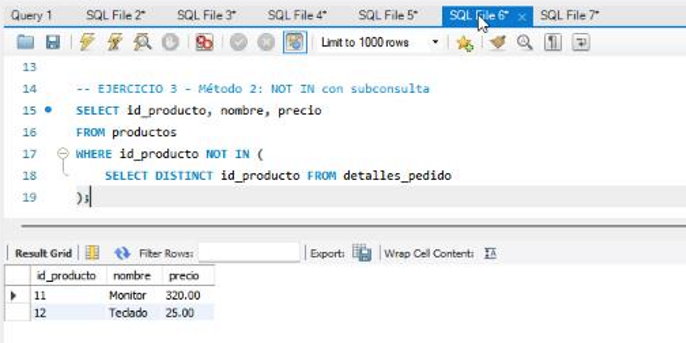 Query 1 SQL File 2* SQL File 3* SQL File 4* SQL File 5* SQL File 6* × SQL File 7*
Limit to 1000 rows
13
14 -- EJERCICIO 3 - Método 2: NOT IN con subconsulta
15 SELECT id_producto, nombre, precio
16 FROM productos
17 WHERE id_producto NOT IN (
18 SELECT DISTINCT id_producto FROM detalles_pedido
19 );
Result Grid Filter Rows: Export: Wrap Cell Content:
id_producto nombre precio
11 Monitor 320.00
12 Teclado 25.00